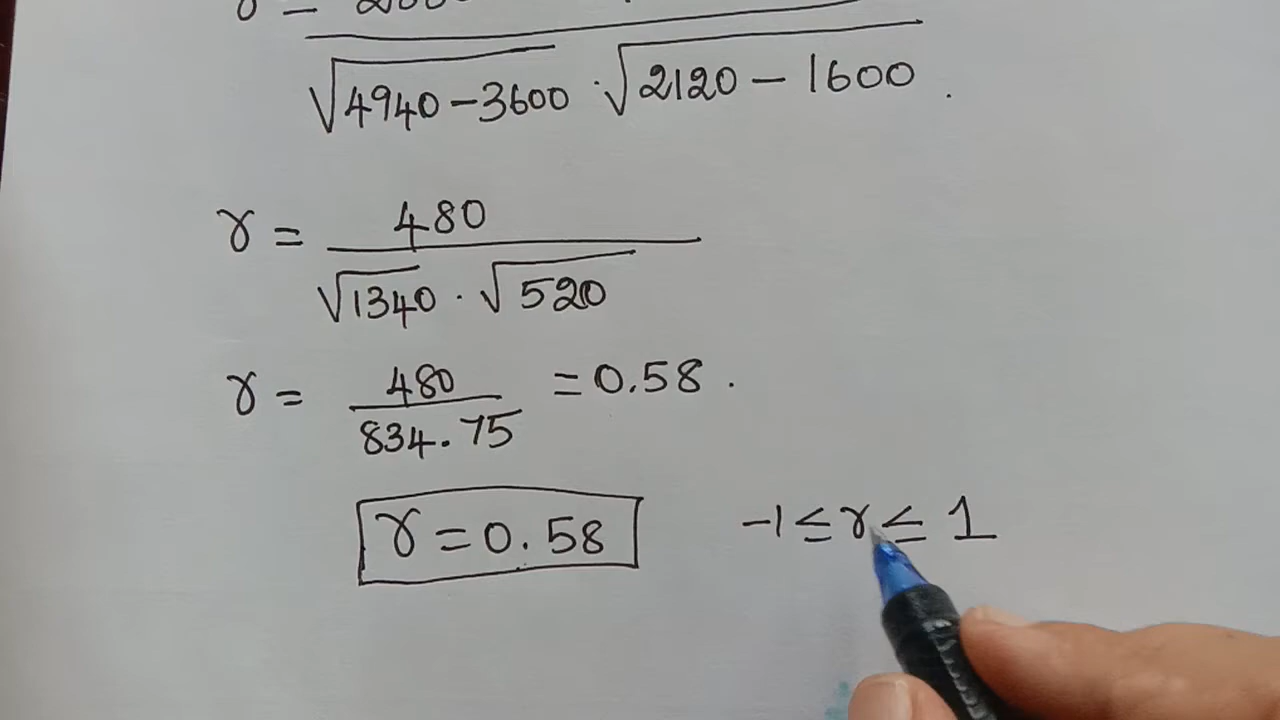 √4940 - 3600 · √2120 - 1600 .
γ = 480
√1340 · √520
γ = 480 = 0.58 .
834.75
γ = 0.58
-1 ≤ γ ≤ 1